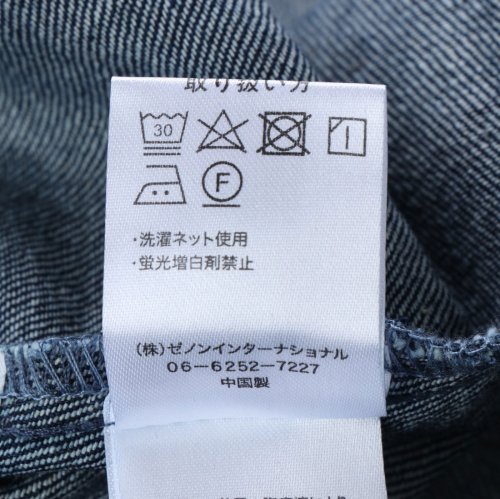 取り扱い方
30
F
・洗濯ネット使用
・蛍光増白剤禁止
(株)ゼノンインターナショナル
06-6252-7227
中国製